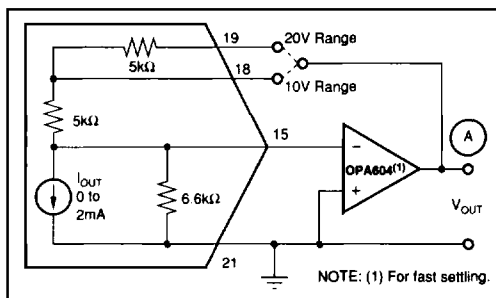 19
20V Range
5kΩ
18
10V Range
5kΩ
15
−
OPA604(1)
+
A
IOUT
0 to
2mA
6.6kΩ
VOUT
21
NOTE: (1) For fast settling.